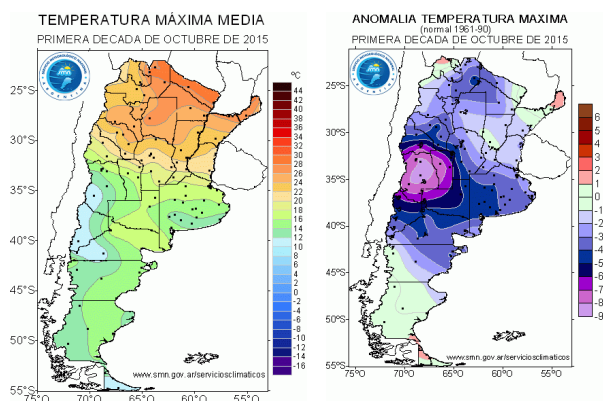 TEMPERATURA MÁXIMA MEDIA
PRIMERA DECADA DE OCTUBRE DE 2015
smn
ºC
44
42
40
38
36
34
32
30
28
26
24
22
20
18
16
14
12
10
8
6
4
2
0
-2
-4
-6
-8
-10
-12
-14
-16
25°S
30°S
35°S
40°S
45°S
50°S
55°S
75°O
70°O
65°O
60°O
55°O
www.smn.gov.ar/serviciosclimaticos
ANOMALIA TEMPERATURA MAXIMA
(normal 1961-90)
PRIMERA DECADA DE OCTUBRE DE 2015
smn
6
5
4
3
2
1
0
-1
-2
-3
-4
-5
-6
-7
-8
-9
25°S
30°S
35°S
40°S
45°S
50°S
55°S
75°O
70°O
65°O
60°O
55°O
www.smn.gov.ar/serviciosclimaticos